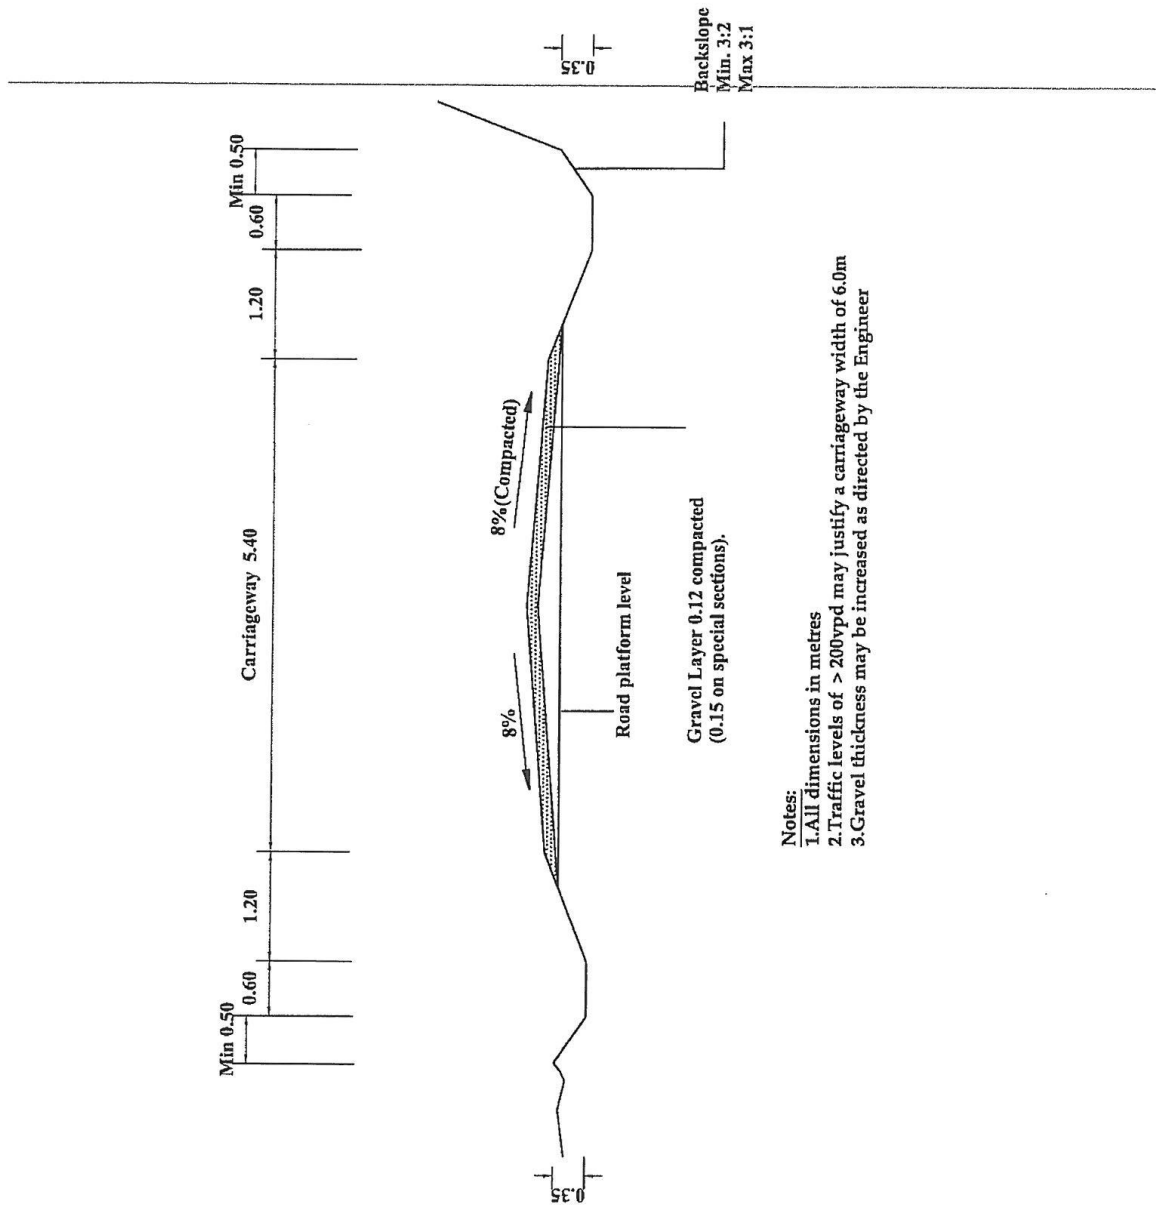 Min 0.50
0.60
1.20
Carriageway 5.40
1.20
0.60
Min 0.50
8%
8%(Compacted)
0.35
0.35
Road platform level
Gravel Layer 0.12 compacted
(0.15 on special sections).
Backslope
Min. 3:2
Max 3:1
Notes:
1.All dimensions in metres
2.Traffic levels of > 200vpd may justify a carriageway width of 6.0m
3.Gravel thickness may be increased as directed by the Engineer